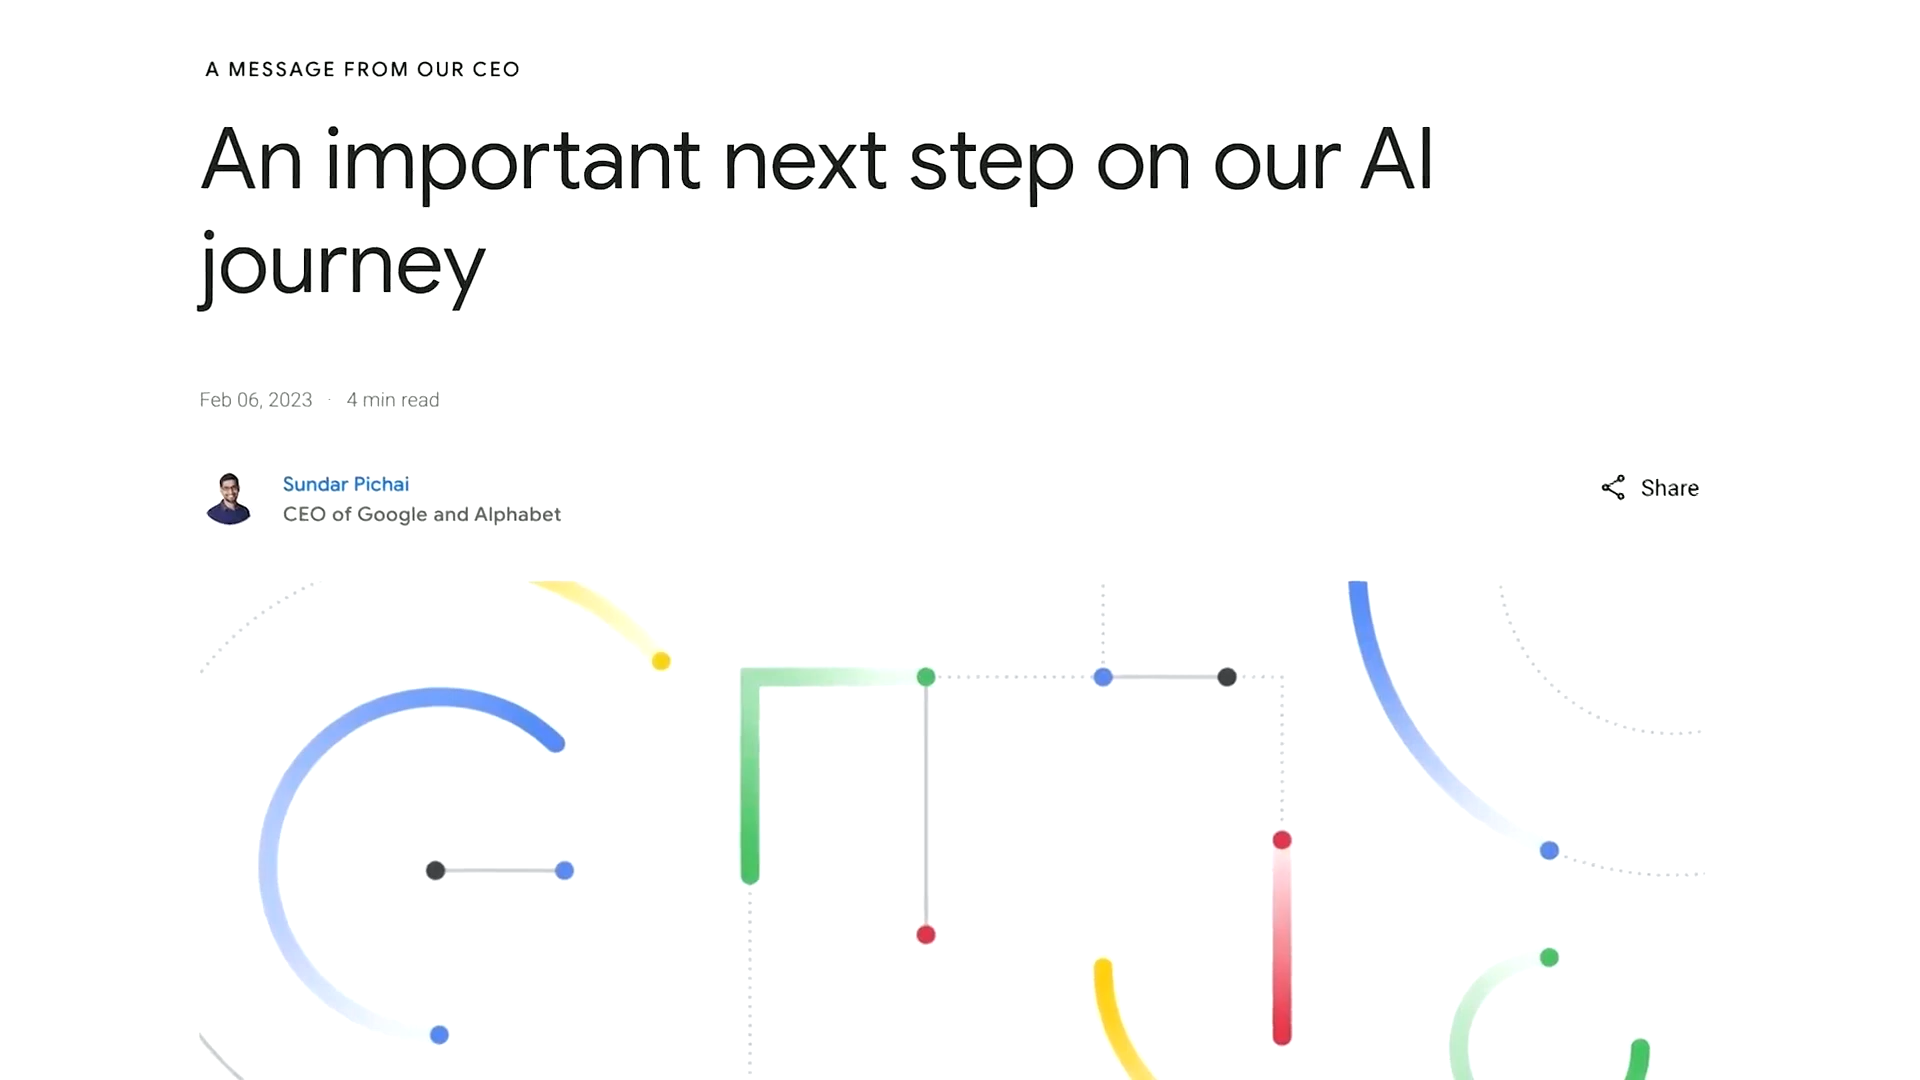 A MESSAGE FROM OUR CEO
An important next step on our AI
journey
Feb 06, 2023 · 4 min read
Sundar Pichai
CEO of Google and Alphabet
Share